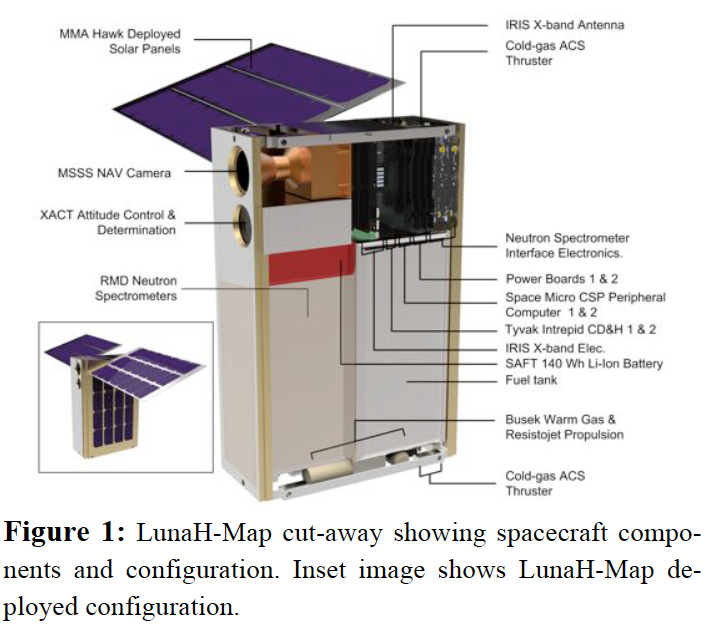 MMA Hawk Deployed
Solar Panels
IRIS X-band Antenna
Cold-gas ACS
Thruster
MSSS NAV Camera
XACT Attitude Control &
Determination
RMD Neutron
Spectrometers
Neutron Spectrometer
Interface Electronics.
Power Boards 1 & 2
Space Micro CSP Peripheral
Computer  1 & 2
Tyvak Intrepid CD&H 1 & 2
IRIS X-band Elec.
SAFT 140 Wh Li-Ion Battery
Fuel tank
Busek Warm Gas &
Resistojet Propulsion
Cold-gas ACS
Thruster
Figure 1: LunaH-Map cut-away showing spacecraft compo-
nents and configuration. Inset image shows LunaH-Map de-
ployed configuration.